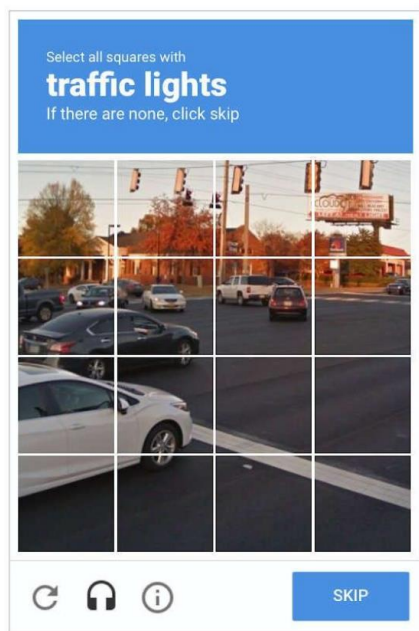 Select all squares with
traffic lights
If there are none, click skip
SKIP